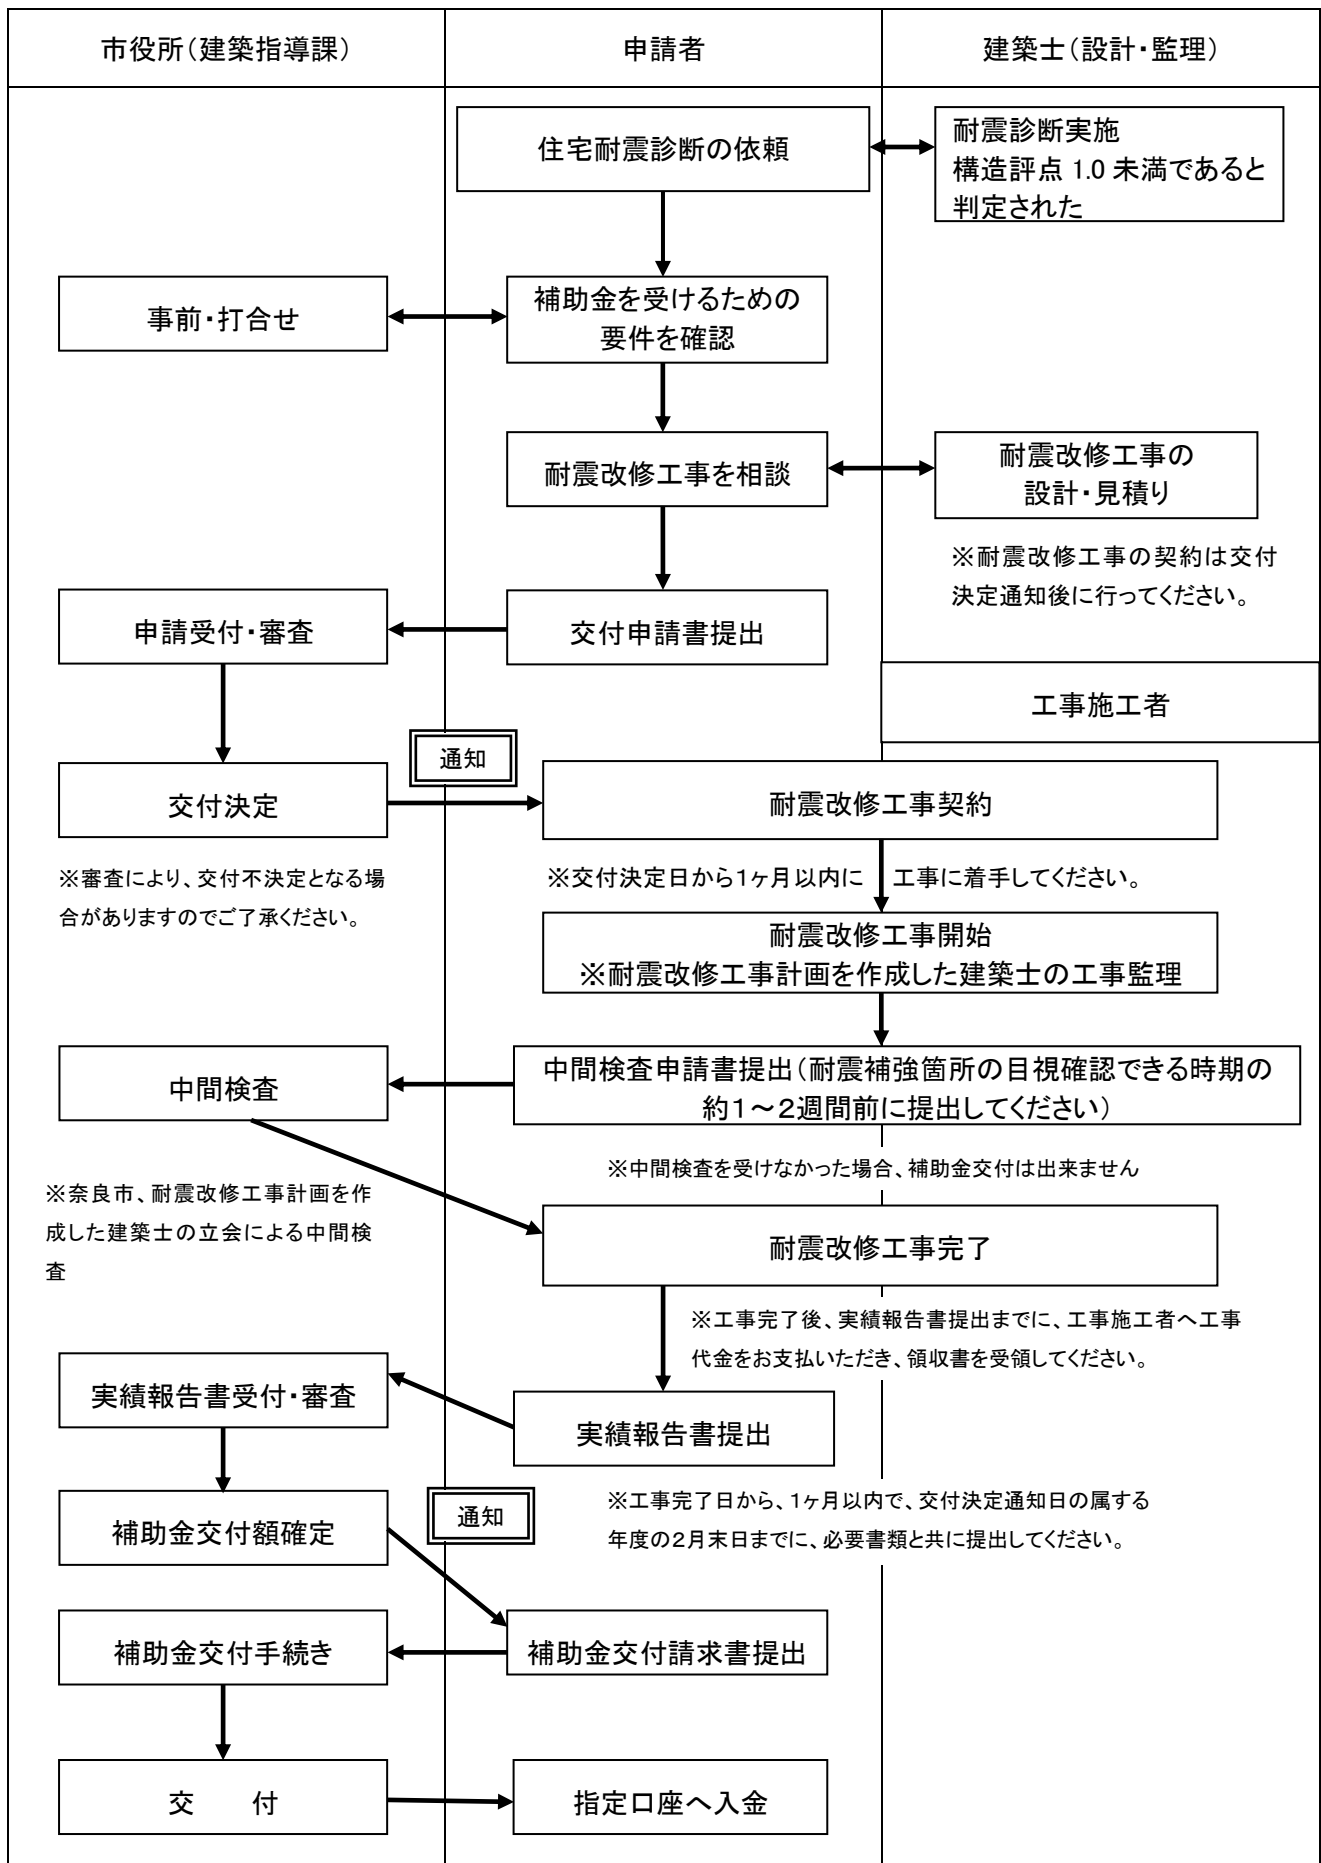 市役所(建築指導課)
申請者
建築士(設計・監理)
住宅耐震診断の依頼
耐震診断実施
構造評点 1.0 未満であると
判定された
事前・打合せ
補助金を受けるための
要件を確認
耐震改修工事を相談
耐震改修工事の
設計・見積り
※耐震改修工事の契約は交付
決定通知後に行ってください。
申請受付・審査
交付申請書提出
工事施工者
通知
交付決定
耐震改修工事契約
※審査により、交付不決定となる場
合がありますのでご了承ください。
※交付決定日から1ヶ月以内に 工事に着手してください。
耐震改修工事開始
※耐震改修工事計画を作成した建築士の工事監理
中間検査
中間検査申請書提出(耐震補強箇所の目視確認できる時期の
約1～2週間前に提出してください)
※中間検査を受けなかった場合、補助金交付は出来ません
※奈良市、耐震改修工事計画を作
成した建築士の立会による中間検
査
耐震改修工事完了
※工事完了後、実績報告書提出までに、工事施工者へ工事
代金をお支払いただき、領収書を受領してください。
実績報告書受付・審査
実績報告書提出
通知
※工事完了日から、1ヶ月以内で、交付決定通知日の属する
年度の2月末日までに、必要書類と共に提出してください。
補助金交付額確定
補助金交付手続き
補助金交付請求書提出
交 付
指定口座へ入金